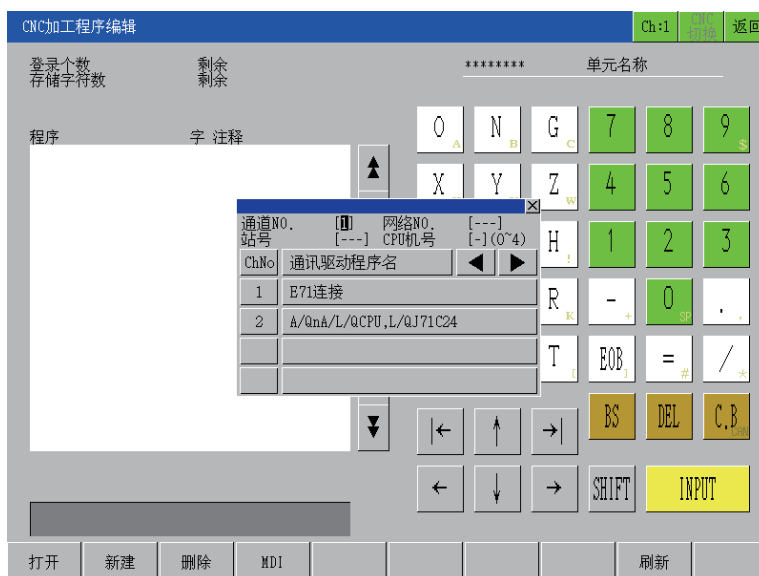 CNC加工程序编辑 Ch:1 CNC切换 返回
登录个数 剩余 ******** 单元名称
存储字符数 剩余
程序 字 注释
O A N B G C 7 8 9 S
X Y Z W 4 5 6
通道NO. [1] 网络NO. [---]
站号 [---] CPU机号 [-](0~4)
ChNo 通讯驱动程序名 ◀ ▶
1 E71连接
2 A/QnA/L/QCPU,L/QJ71C24
H ! 1 2 3
R K - + 0 SP . ,
T [ EOB ] = # / *
|← ↑ →| BS DEL C.B CAN
← ↓ → SHIFT INPUT
打开 新建 删除 MDI 刷新